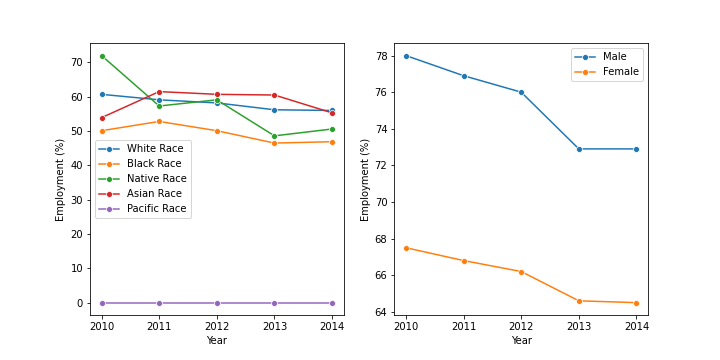 70
60
50
40
30
20
10
0
Employment (%)
White Race
Black Race
Native Race
Asian Race
Pacific Race
2010 2011 2012 2013 2014
Year
78
76
74
72
70
68
66
64
Employment (%)
Male
Female
2010 2011 2012 2013 2014
Year